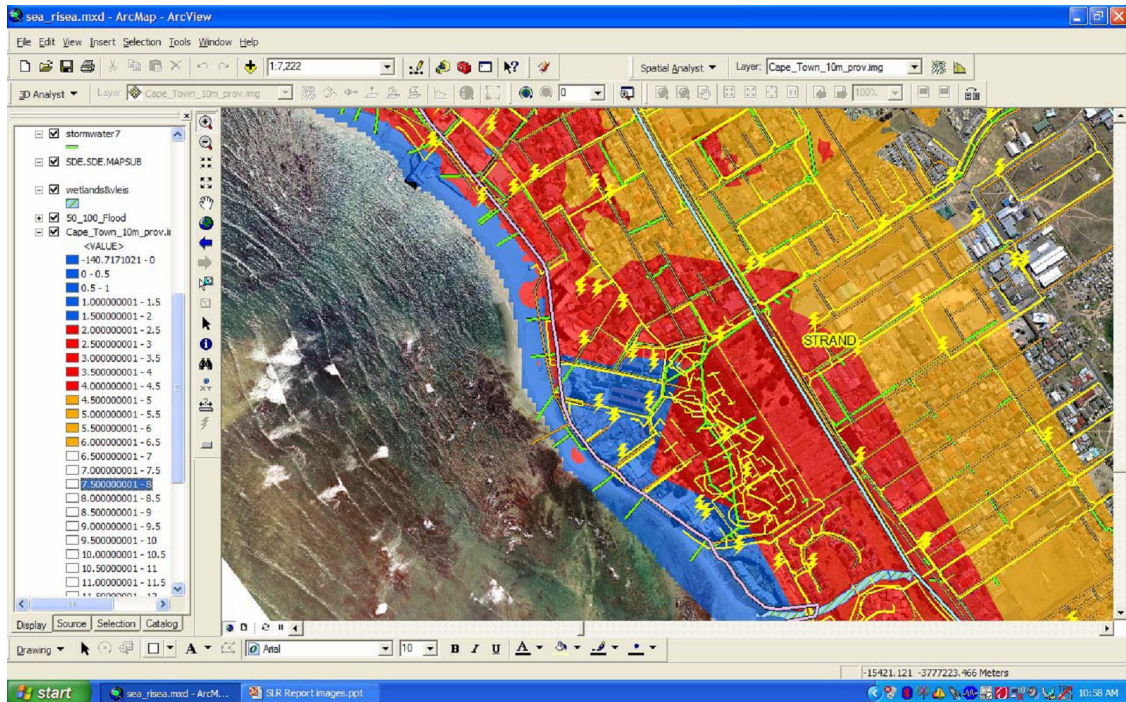 sea_risea.mxd - ArcMap - ArcView
File Edit View Insert Selection Tools Window Help
1:7,222 Spatial Analyst Layer: Cape_Town_10m_prov.img
3D Analyst Layer: Cape_Town_10m_prov.img 0 100%
stormwater7
SDE.SDE.MAPSUB
wetlands&vleis
50_100_Flood
Cape_Town_10m_prov.ir
<VALUE>
-140.7171021 - 0
0 - 0.5
0.5 - 1
1.000000001 - 1.5
1.500000001 - 2
2.000000001 - 2.5
2.500000001 - 3
3.000000001 - 3.5
3.500000001 - 4
4.000000001 - 4.5
4.500000001 - 5
5.000000001 - 5.5
5.500000001 - 6
6.000000001 - 6.5
6.500000001 - 7
7.000000001 - 7.5
7.500000001 - 8
8.000000001 - 8.5
8.500000001 - 9
9.000000001 - 9.5
9.500000001 - 10
10.00000001 - 10.5
10.50000001 - 11
11.00000001 - 11.5
STRAND
Display Source Selection Catalog
Drawing A Arial 10 B I U A
-15421.121 -3777223.466 Meters
start sea_risea.mxd - ArcM... SLR Report images.ppt 10:58 AM